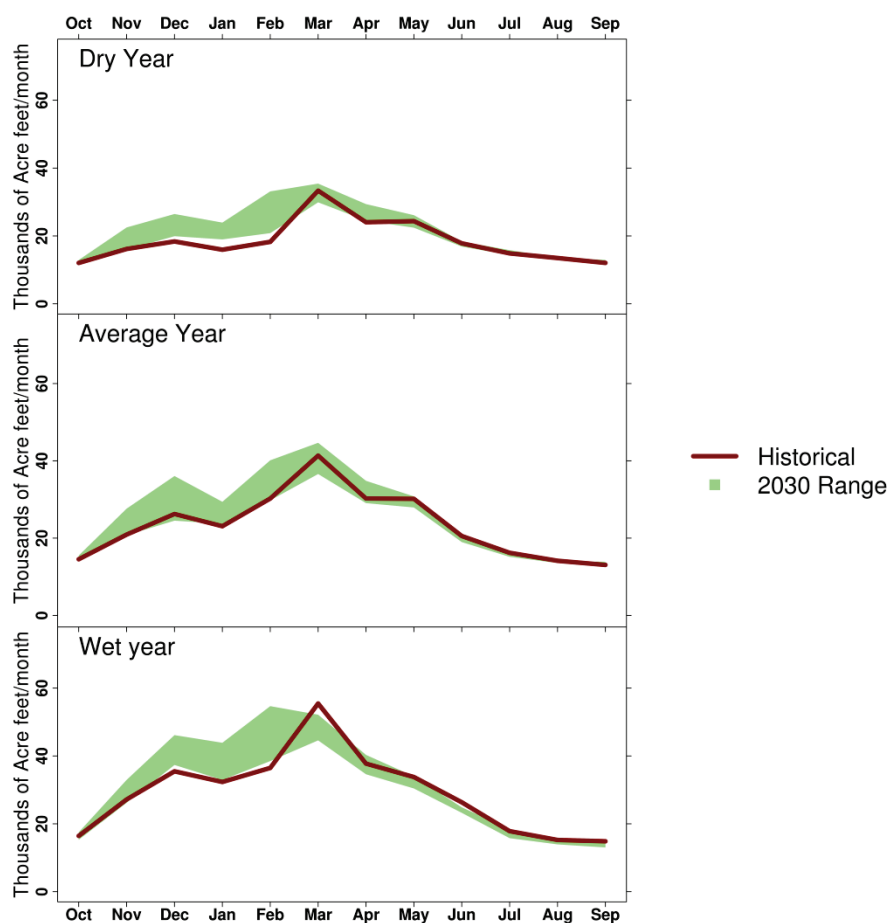 Oct Nov Dec Jan Feb Mar Apr May Jun Jul Aug Sep
Dry Year
Thousands of Acre feet/month
60
40
20
0
Average Year
Thousands of Acre feet/month
60
40
20
0
Historical
2030 Range
Wet year
Thousands of Acre feet/month
60
40
20
0
Oct Nov Dec Jan Feb Mar Apr May Jun Jul Aug Sep